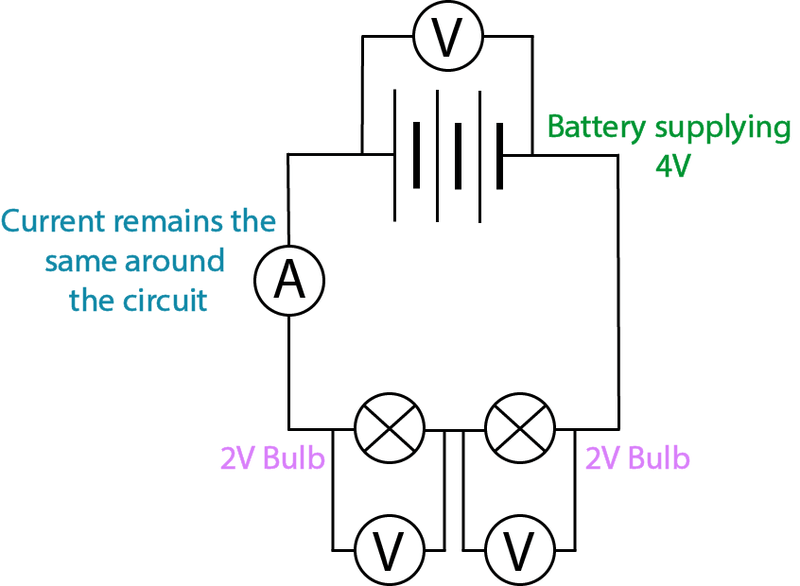 V
Battery supplying
4V
Current remains the
same around
the circuit
A
2V Bulb
2V Bulb
V
V